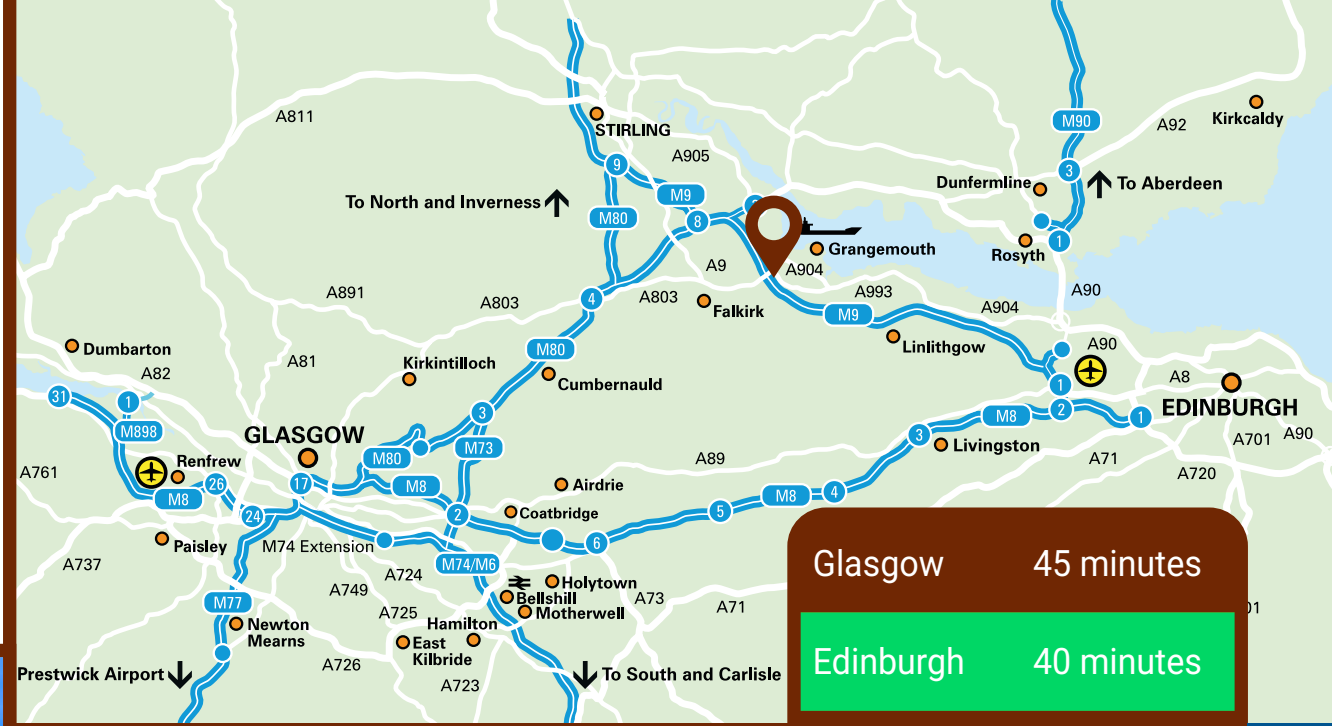 A811
STIRLING
A905
M90
A92
Kirkcaldy
9
3
To Aberdeen
Dunfermline
M9
To North and Inverness
M80
8
1
Rosyth
Grangemouth
A9
A904
A90
A891
A803
4
A803
A993
A904
Falkirk
M9
Linlithgow
A90
Dumbarton
A81
Kirkintilloch
M80
Cumbernauld
A82
A8
31
1
1
EDINBURGH
2
1
M8
3
Livingston
A701
A90
M898
GLASGOW
3
M73
M80
A89
A71
A720
A761
Renfrew
26
17
M8
Airdrie
M8
4
M8
24
2
Coatbridge
5
Paisley
M74 Extension
6
A737
A724
M74/M6
Holytown
A749
Bellshill
A73
A71
01
M77
A725
Motherwell
Newton
Mearns
Hamilton
East
Kilbride
A726
A723
Prestwick Airport
To South and Carlisle
Glasgow 45 minutes
Edinburgh 40 minutes